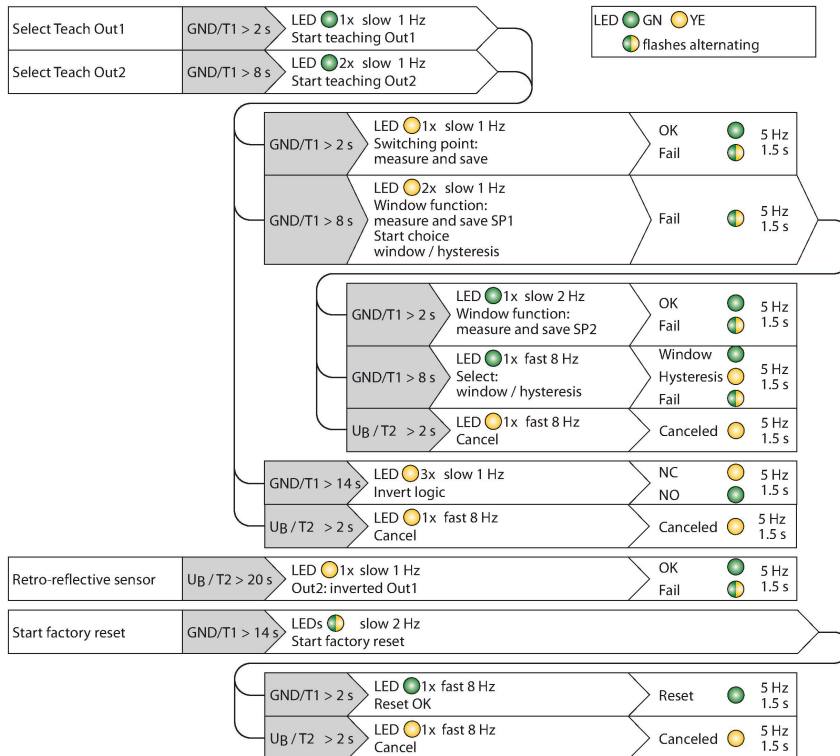 LED GN YE
flashes alternating
Select Teach Out1
GND/T1 > 2 s
LED 1x slow 1 Hz
Start teaching Out1
Select Teach Out2
GND/T1 > 8 s
LED 2x slow 1 Hz
Start teaching Out2
GND/T1 > 2 s
LED 1x slow 1 Hz
Switching point:
measure and save
OK
Fail
5 Hz
1.5 s
GND/T1 > 8 s
LED 2x slow 1 Hz
Window function:
measure and save SP1
Start choice
window / hysteresis
Fail
5 Hz
1.5 s
GND/T1 > 2 s
LED 1x slow 2 Hz
Window function:
measure and save SP2
OK
Fail
5 Hz
1.5 s
GND/T1 > 8 s
LED 1x fast 8 Hz
Select:
window / hysteresis
Window
Hysteresis
Fail
5 Hz
1.5 s
UB / T2 > 2 s
LED 1x fast 8 Hz
Cancel
Canceled
5 Hz
1.5 s
GND/T1 > 14 s
LED 3x slow 1 Hz
Invert logic
NC
NO
5 Hz
1.5 s
UB / T2 > 2 s
LED 1x fast 8 Hz
Cancel
Canceled
5 Hz
1.5 s
Retro-reflective sensor
UB / T2 > 20 s
LED 1x slow 1 Hz
Out2: inverted Out1
OK
Fail
5 Hz
1.5 s
Start factory reset
GND/T1 > 14 s
LEDs slow 2 Hz
Start factory reset
GND/T1 > 2 s
LED 1x fast 8 Hz
Reset OK
Reset
5 Hz
1.5 s
UB / T2 > 2 s
LED 1x fast 8 Hz
Cancel
Canceled
5 Hz
1.5 s